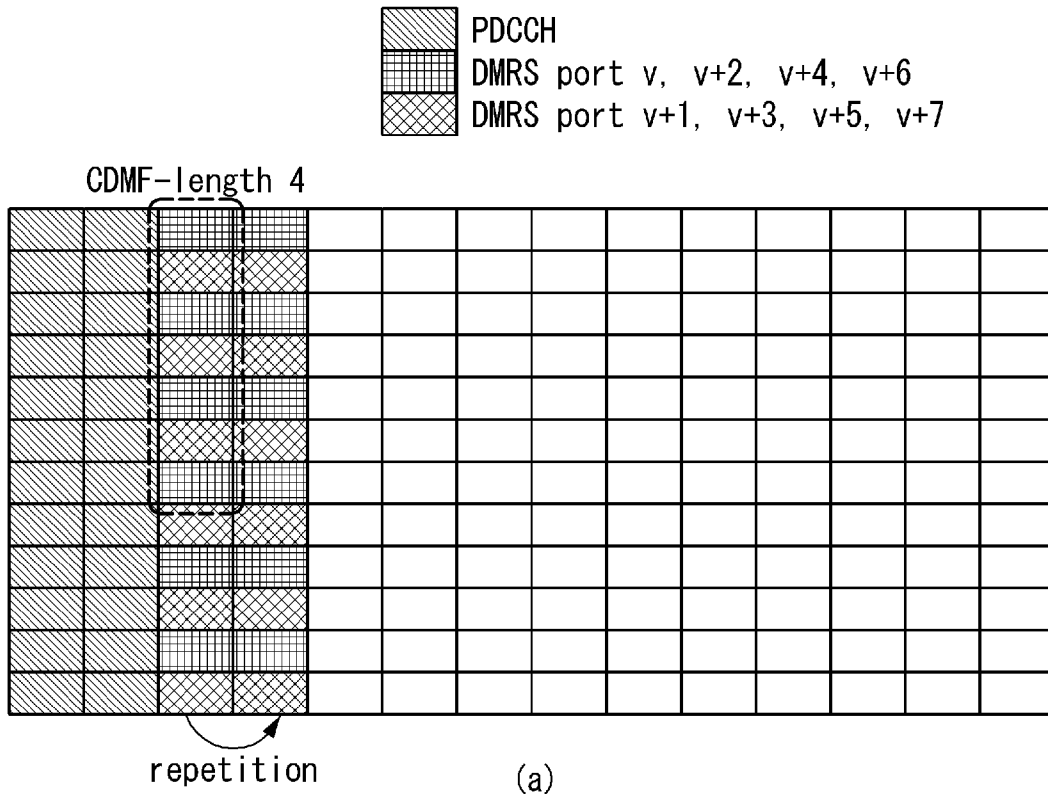 PDCCH
DMRS port v, v+2, v+4, v+6
DMRS port v+1, v+3, v+5, v+7
CDMF-length 4
repetition
(a)